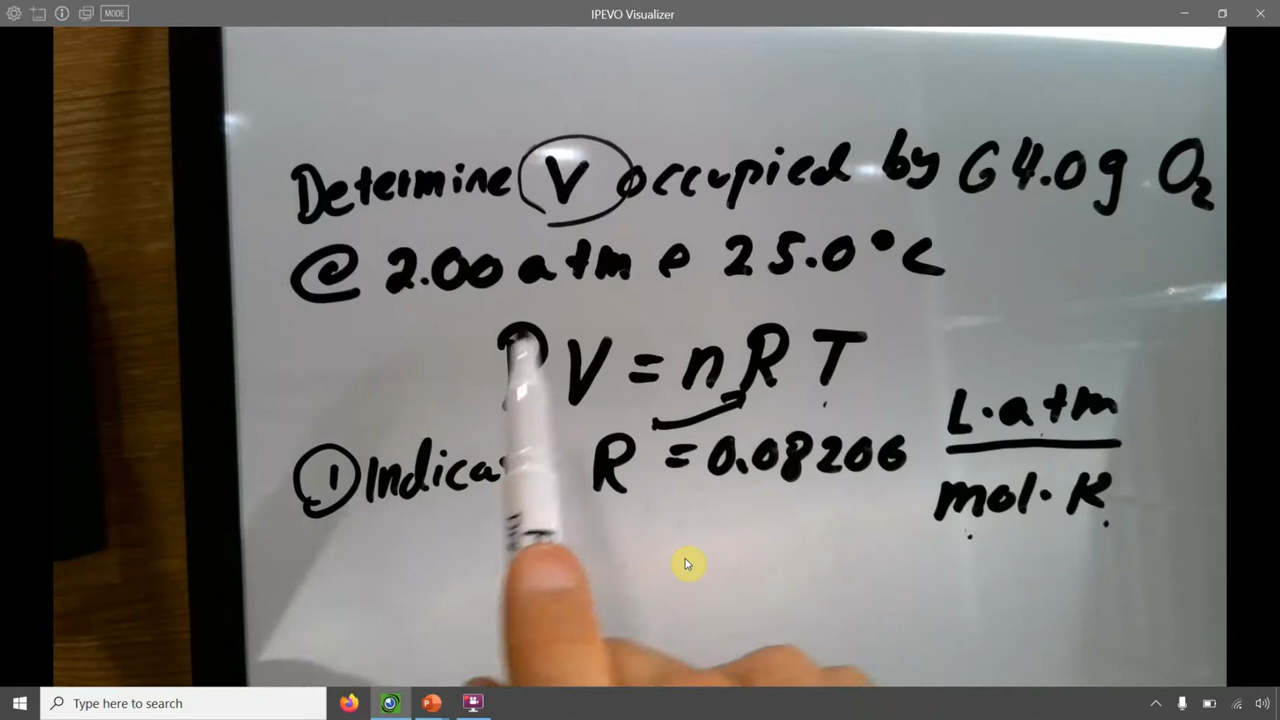 MODE
IPEVO Visualizer
Determine V occupied by 64.0g O₂
@ 2.00 atm e 25.0°C
PV = nRT
① Indica R = 0.08206 L·atm
mol·K
Type here to search